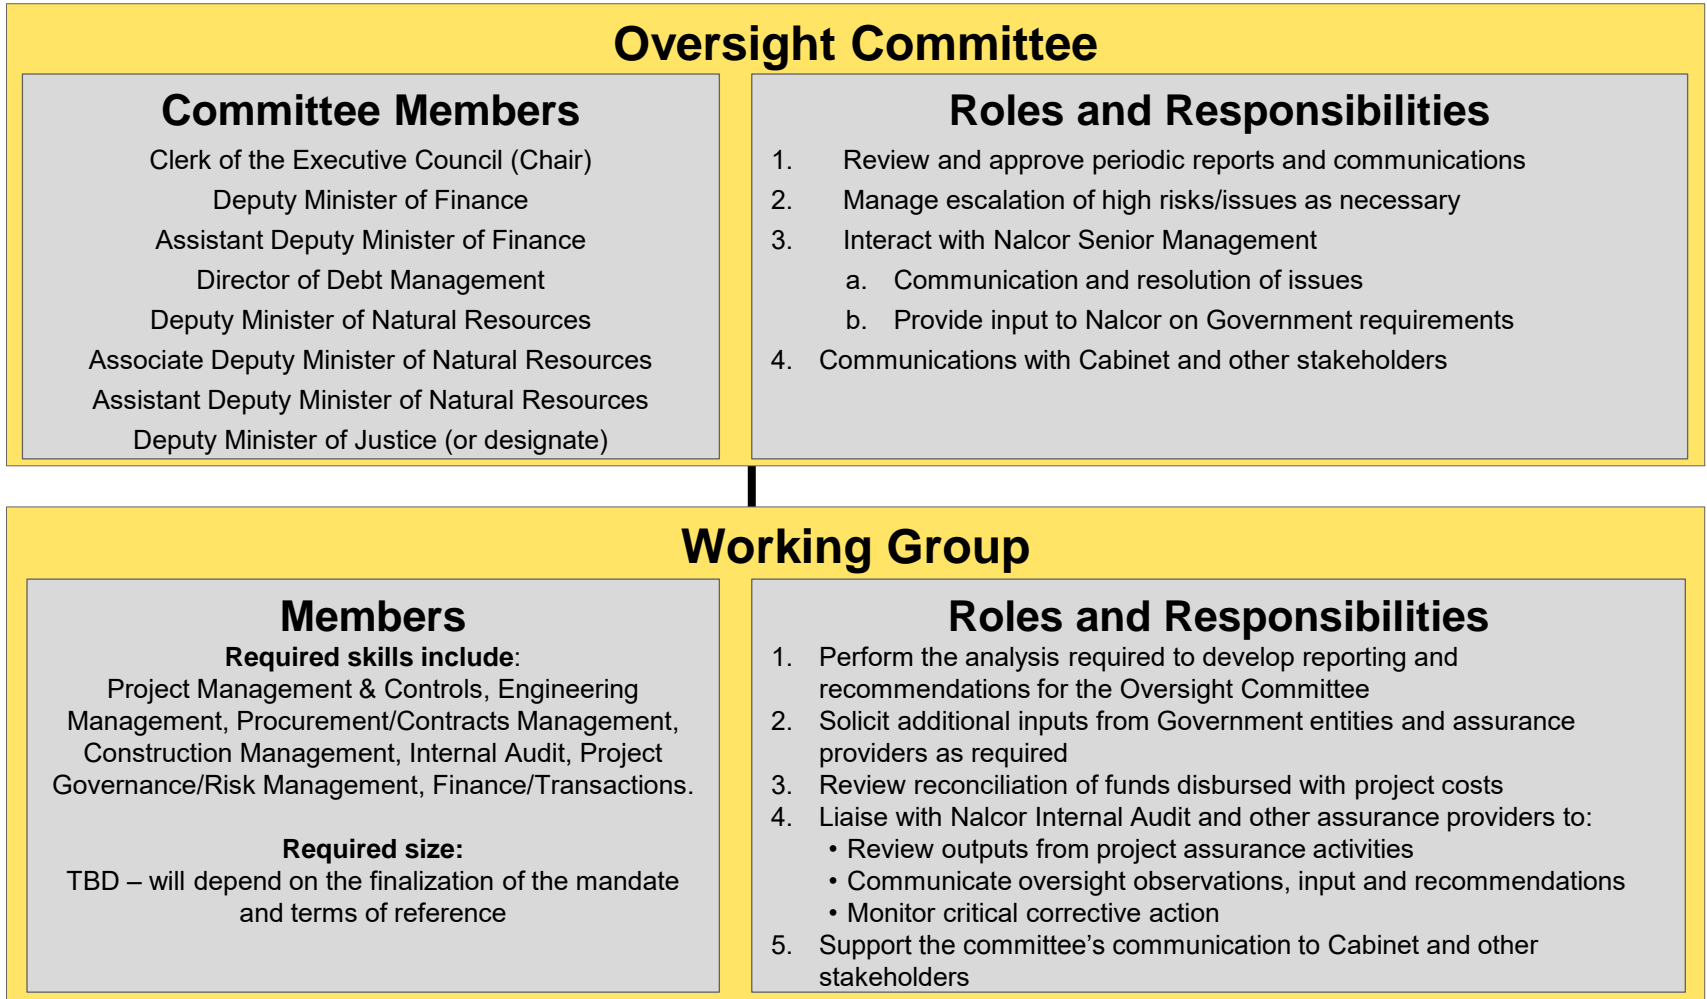 Oversight Committee
Committee Members
Clerk of the Executive Council (Chair)
Deputy Minister of Finance
Assistant Deputy Minister of Finance
Director of Debt Management
Deputy Minister of Natural Resources
Associate Deputy Minister of Natural Resources
Assistant Deputy Minister of Natural Resources
Deputy Minister of Justice (or designate)
Roles and Responsibilities
1. Review and approve periodic reports and communications
2. Manage escalation of high risks/issues as necessary
3. Interact with Nalcor Senior Management
a. Communication and resolution of issues
b. Provide input to Nalcor on Government requirements
4. Communications with Cabinet and other stakeholders
Working Group
Members
Required skills include:
Project Management & Controls, Engineering
Management, Procurement/Contracts Management,
Construction Management, Internal Audit, Project
Governance/Risk Management, Finance/Transactions.
Required size:
TBD – will depend on the finalization of the mandate
and terms of reference
Roles and Responsibilities
1. Perform the analysis required to develop reporting and
recommendations for the Oversight Committee
2. Solicit additional inputs from Government entities and assurance
providers as required
3. Review reconciliation of funds disbursed with project costs
4. Liaise with Nalcor Internal Audit and other assurance providers to:
• Review outputs from project assurance activities
• Communicate oversight observations, input and recommendations
• Monitor critical corrective action
5. Support the committee's communication to Cabinet and other
stakeholders